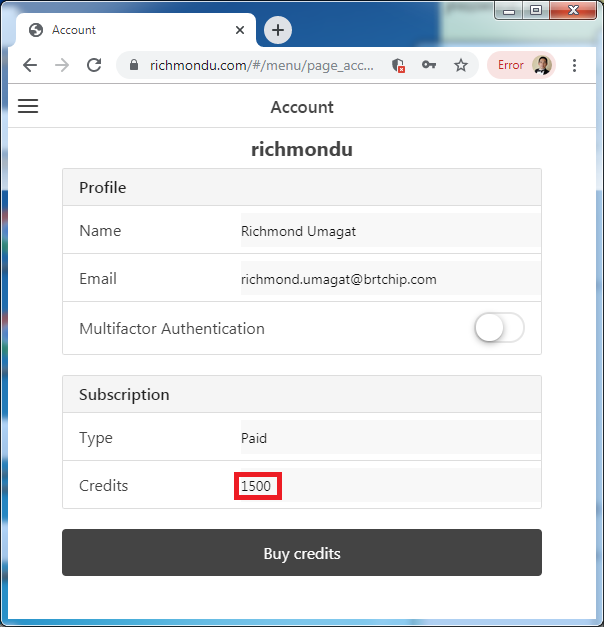 Account
richmondu.com/#/menu/page_acc...
Error
Account
richmondu
Profile
Name Richmond Umagat
Email richmond.umagat@brtchip.com
Multifactor Authentication
Subscription
Type Paid
Credits 1500
Buy credits